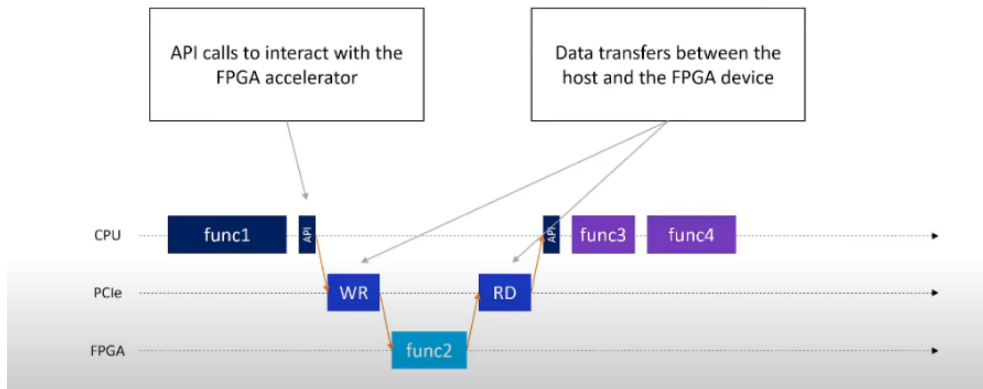 API calls to interact with the
FPGA accelerator
Data transfers between the
host and the FPGA device
CPU
func1
API
API
func3
func4
PCIe
WR
RD
FPGA
func2